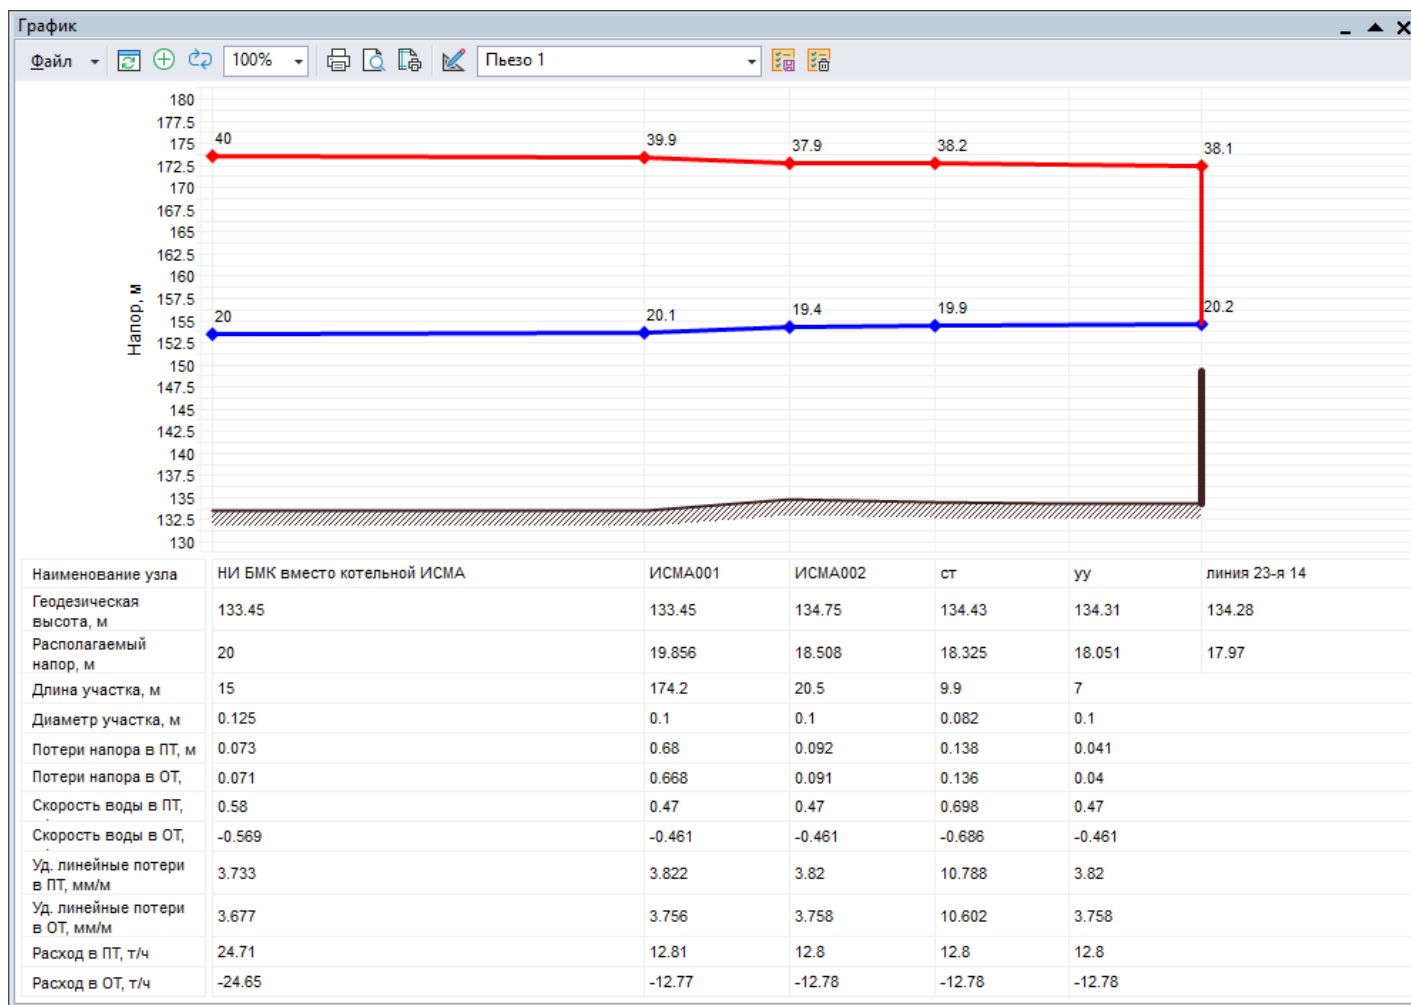 График
Файл 100% Пьезо 1
180
177.5
175
172.5
170
167.5
165
162.5
160
157.5
155
152.5
150
147.5
145
142.5
140
137.5
135
132.5
130
Напор, м
40 39.9 37.9 38.2 38.1
20 20.1 19.4 19.9 20.2
Наименование узла НИ БМК вместо котельной ИСМА ИСМА001 ИСМА002 ст уу линия 23-я 14
Геодезическая
высота, м 133.45 133.45 134.75 134.43 134.31 134.28
Располагаемый
напор, м 20 19.856 18.508 18.325 18.051 17.97
Длина участка, м 15 174.2 20.5 9.9 7
Диаметр участка, м 0.125 0.1 0.1 0.082 0.1
Потери напора в ПТ, м 0.073 0.68 0.092 0.138 0.041
Потери напора в ОТ, 0.071 0.668 0.091 0.136 0.04
Скорость воды в ПТ, 0.58 0.47 0.47 0.698 0.47
Скорость воды в ОТ, -0.569 -0.461 -0.461 -0.686 -0.461
Уд. линейные потери
в ПТ, мм/м 3.733 3.822 3.82 10.788 3.82
Уд. линейные потери
в ОТ, мм/м 3.677 3.756 3.758 10.602 3.758
Расход в ПТ, т/ч 24.71 12.81 12.8 12.8 12.8
Расход в ОТ, т/ч -24.65 -12.77 -12.78 -12.78 -12.78